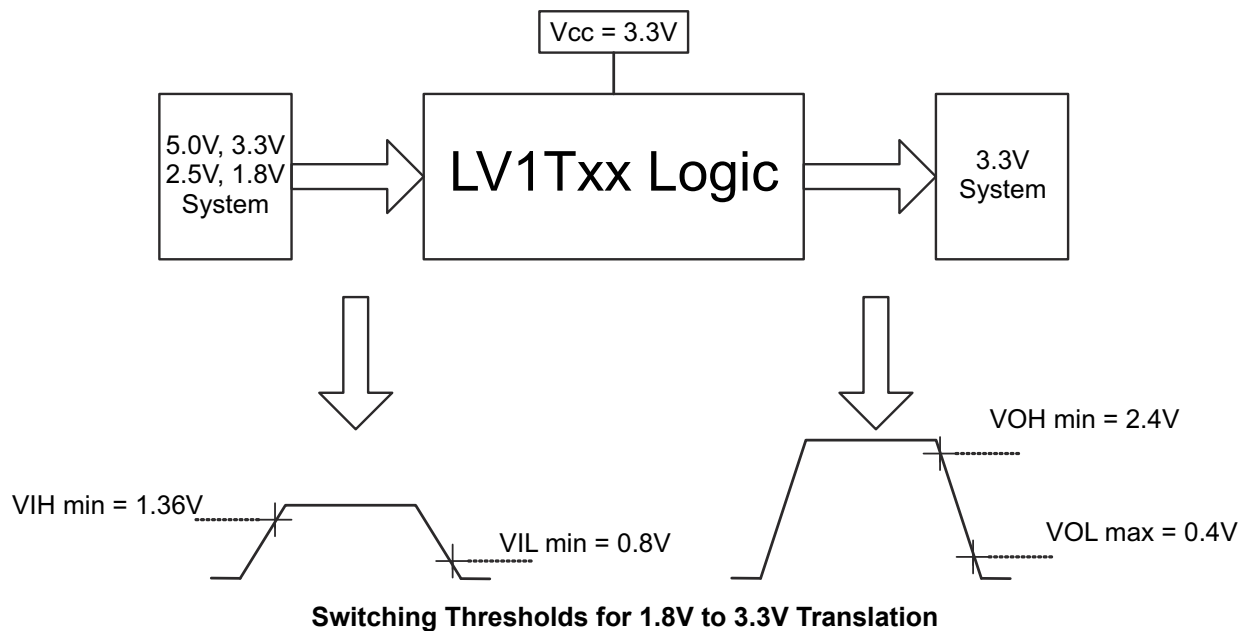 Vcc = 3.3V
5.0V, 3.3V
2.5V, 1.8V
System
LV1Txx Logic
3.3V
System
VOH min = 2.4V
VIH min = 1.36V
VIL min = 0.8V
VOL max = 0.4V
Switching Thresholds for 1.8V to 3.3V Translation